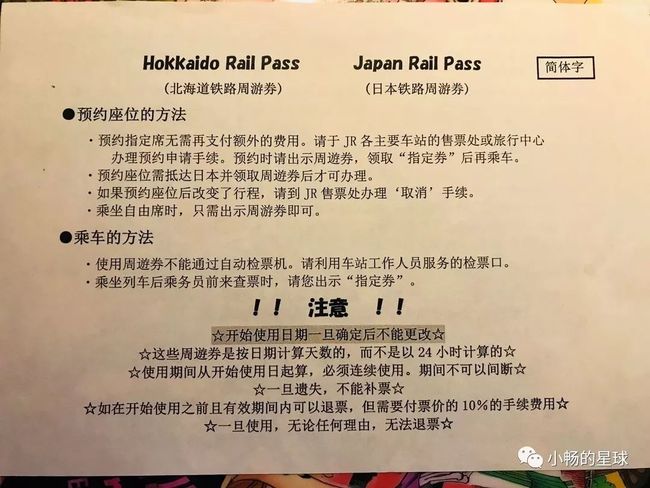 Hokkaido Rail Pass Japan Rail Pass 简体字
(北海道铁路周游券) (日本铁路周游券)
●预约座位的方法
・预约指定席无需再支付额外的费用。请于 JR 各主要车站的售票处或旅行中心
办理预约申请手续。预约时请出示周遊券，领取“指定券”后再乘车。
・预约座位需抵达日本并领取周遊券后才可办理。
・如果预约座位后改变了行程，请到 JR 售票处办理‘取消’手续。
・乘坐自由席时，只需出示周游券即可。
●乘车的方法
・使用周遊券不能通过自动检票机。请利用车站工作人员服务的检票口。
・乘坐列车后乘务员前来查票时，请您出示“指定券”。
！！ 注意 ！！
☆开始使用日期一旦确定后不能更改☆
☆这些周遊券是按日期计算天数的，而不是以 24 小时计算的☆
☆使用期间从开始使用日起算，必须连续使用。期间不可以间断☆
☆一旦遗失，不能补票☆
☆如在开始使用之前且有效期间内可以退票，但需要付票价的 10%的手续费用☆
☆一旦使用，无论任何理由，无法退票☆
小畅的星球